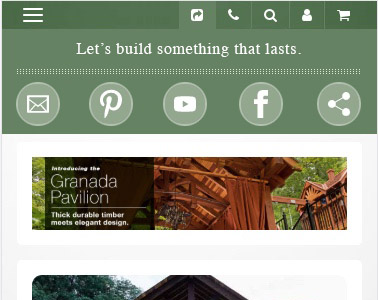 Let's build something that lasts.
Introducing the
Granada
Pavilion
Thick durable timber
meets elegant design.